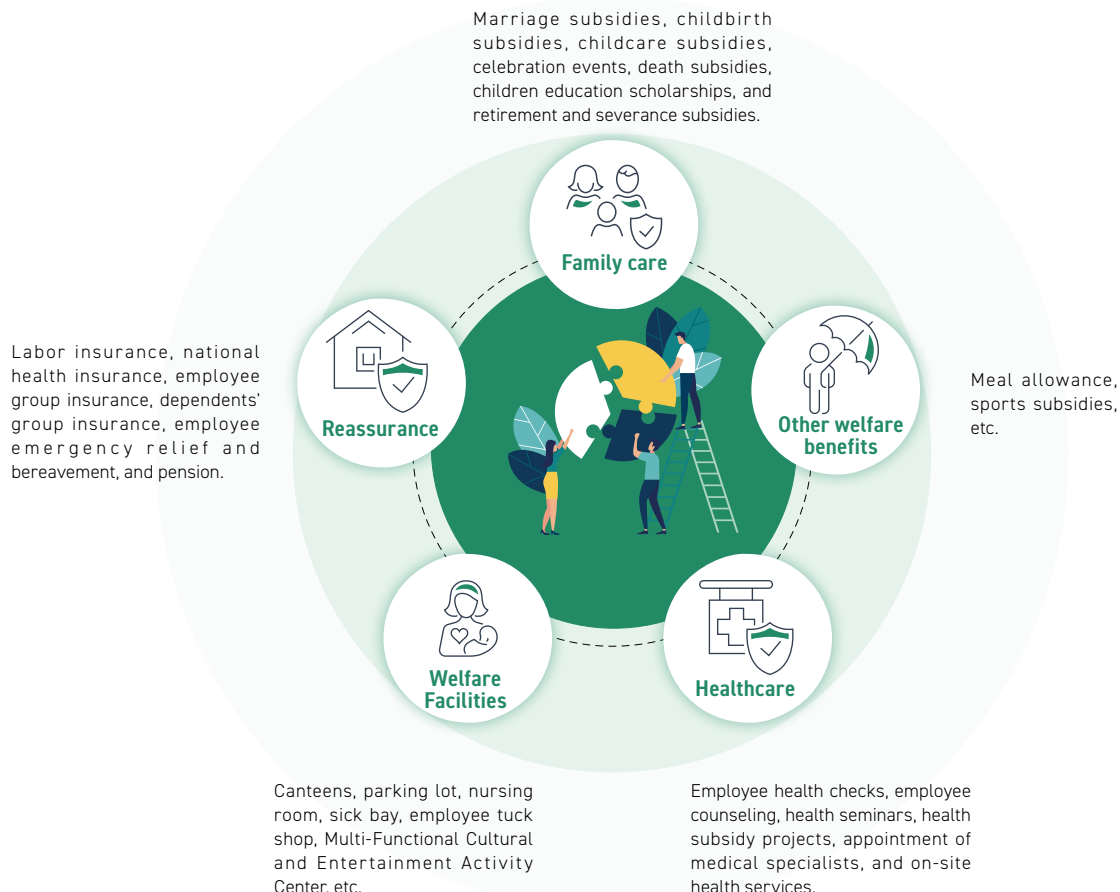 Marriage subsidies, childbirth
subsidies, childcare subsidies,
celebration events, death subsidies,
children education scholarships, and
retirement and severance subsidies.
Family care
Labor insurance, national
health insurance, employee
group insurance, dependents'
group insurance, employee
emergency relief and
bereavement, and pension.
Reassurance
Other welfare
benefits
Meal allowance,
sports subsidies,
etc.
Welfare
Facilities
Healthcare
Canteens, parking lot, nursing
room, sick bay, employee tuck
shop, Multi-Functional Cultural
and Entertainment Activity
Center, etc.
Employee health checks, employee
counseling, health seminars, health
subsidy projects, appointment of
medical specialists, and on-site
health services.